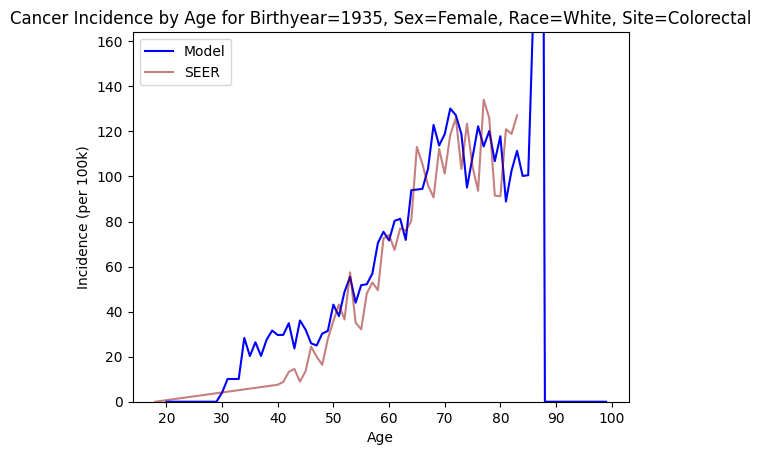 Cancer Incidence by Age for Birthyear=1935, Sex=Female, Race=White, Site=Colorectal
Model
SEER
Incidence (per 100k)
160
140
120
100
80
60
40
20
0
20 30 40 50 60 70 80 90 100
Age